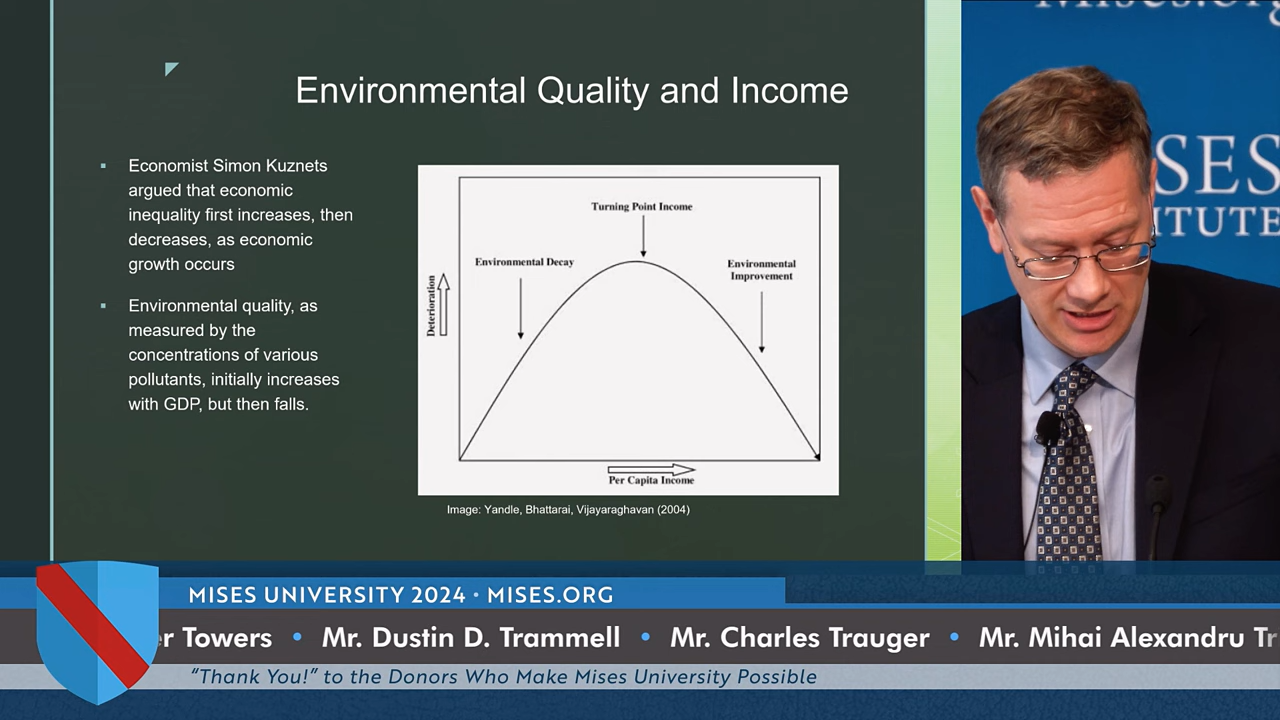 Environmental Quality and Income
Economist Simon Kuznets
argued that economic
inequality first increases, then
decreases, as economic
growth occurs
Environmental quality, as
measured by the
concentrations of various
pollutants, initially increases
with GDP, but then falls.
Turning Point Income
Environmental Decay
Environmental
Improvement
Deterioration
Per Capita Income
Image: Yandle, Bhattarai, Vijayaraghavan (2004)
Mises.org
SES
ITUTE
MISES UNIVERSITY 2024 • MISES.ORG
er Towers • Mr. Dustin D. Trammell • Mr. Charles Trauger • Mr. Mihai Alexandru Tr
“Thank You!” to the Donors Who Make Mises University Possible